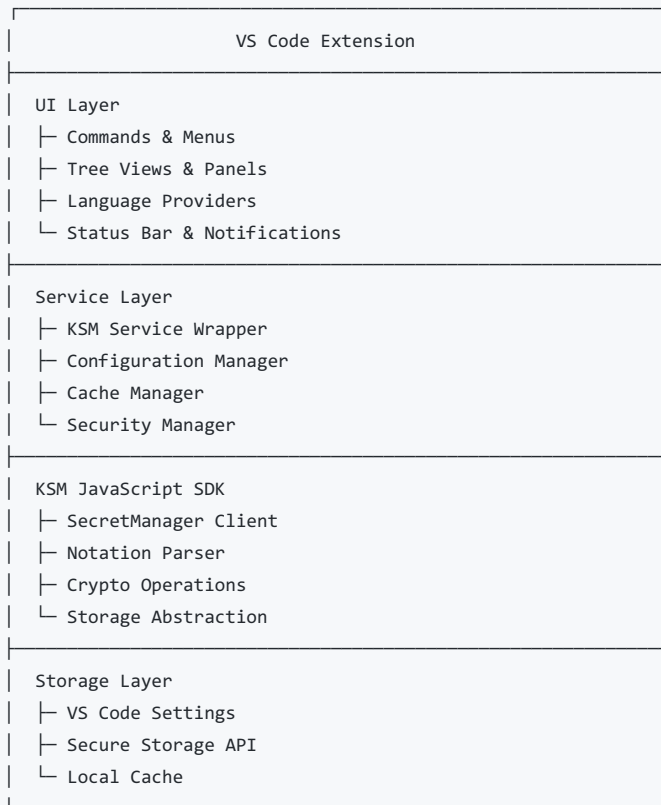 VS Code Extension
UI Layer
├─ Commands & Menus
├─ Tree Views & Panels
├─ Language Providers
└─ Status Bar & Notifications
Service Layer
├─ KSM Service Wrapper
├─ Configuration Manager
├─ Cache Manager
└─ Security Manager
KSM JavaScript SDK
├─ SecretManager Client
├─ Notation Parser
├─ Crypto Operations
└─ Storage Abstraction
Storage Layer
├─ VS Code Settings
├─ Secure Storage API
└─ Local Cache